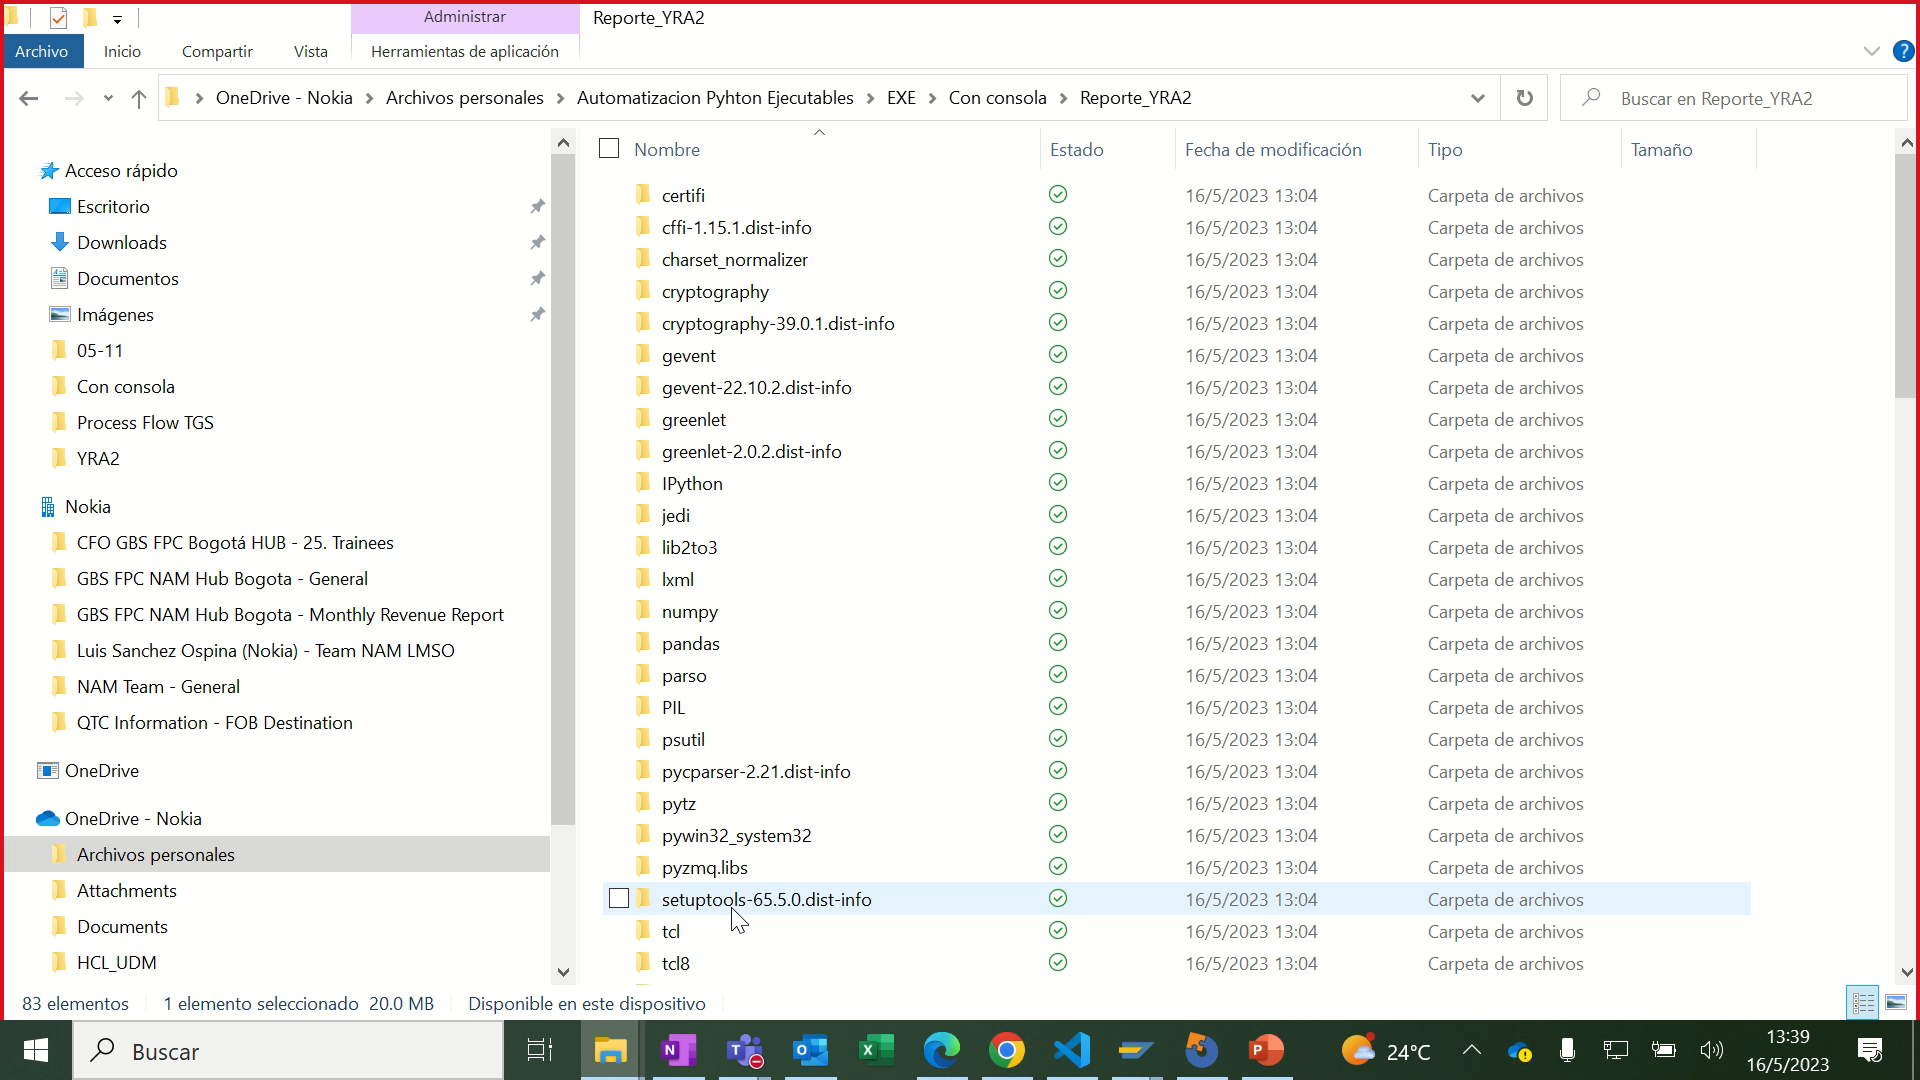 Administrar
Reporte_YRA2
Archivo
Inicio
Compartir
Vista
Herramientas de aplicación
?
OneDrive - Nokia
Archivos personales
Automatizacion Pyhton Ejecutables
EXE
Con consola
Reporte_YRA2
Buscar en Reporte_YRA2
Acceso rápido
Escritorio
Downloads
Documentos
Imágenes
05-11
Con consola
Process Flow TGS
YRA2
Nokia
CFO GBS FPC Bogotá HUB - 25. Trainees
GBS FPC NAM Hub Bogota - General
GBS FPC NAM Hub Bogota - Monthly Revenue Report
Luis Sanchez Ospina (Nokia) - Team NAM LMSO
NAM Team - General
QTC Information - FOB Destination
OneDrive
OneDrive - Nokia
Archivos personales
Attachments
Documents
HCL_UDM
Nombre Estado Fecha de modificación Tipo Tamaño
certifi 16/5/2023 13:04 Carpeta de archivos
cffi-1.15.1.dist-info 16/5/2023 13:04 Carpeta de archivos
charset_normalizer 16/5/2023 13:04 Carpeta de archivos
cryptography 16/5/2023 13:04 Carpeta de archivos
cryptography-39.0.1.dist-info 16/5/2023 13:04 Carpeta de archivos
gevent 16/5/2023 13:04 Carpeta de archivos
gevent-22.10.2.dist-info 16/5/2023 13:04 Carpeta de archivos
greenlet 16/5/2023 13:04 Carpeta de archivos
greenlet-2.0.2.dist-info 16/5/2023 13:04 Carpeta de archivos
IPython 16/5/2023 13:04 Carpeta de archivos
jedi 16/5/2023 13:04 Carpeta de archivos
lib2to3 16/5/2023 13:04 Carpeta de archivos
lxml 16/5/2023 13:04 Carpeta de archivos
numpy 16/5/2023 13:04 Carpeta de archivos
pandas 16/5/2023 13:04 Carpeta de archivos
parso 16/5/2023 13:04 Carpeta de archivos
PIL 16/5/2023 13:04 Carpeta de archivos
psutil 16/5/2023 13:04 Carpeta de archivos
pycparser-2.21.dist-info 16/5/2023 13:04 Carpeta de archivos
pytz 16/5/2023 13:04 Carpeta de archivos
pywin32_system32 16/5/2023 13:04 Carpeta de archivos
pyzmq.libs 16/5/2023 13:04 Carpeta de archivos
setuptools-65.5.0.dist-info 16/5/2023 13:04 Carpeta de archivos
tcl 16/5/2023 13:04 Carpeta de archivos
tcl8 16/5/2023 13:04 Carpeta de archivos
83 elementos 1 elemento seleccionado 20.0 MB Disponible en este dispositivo
Buscar
24°C
13:39
16/5/2023